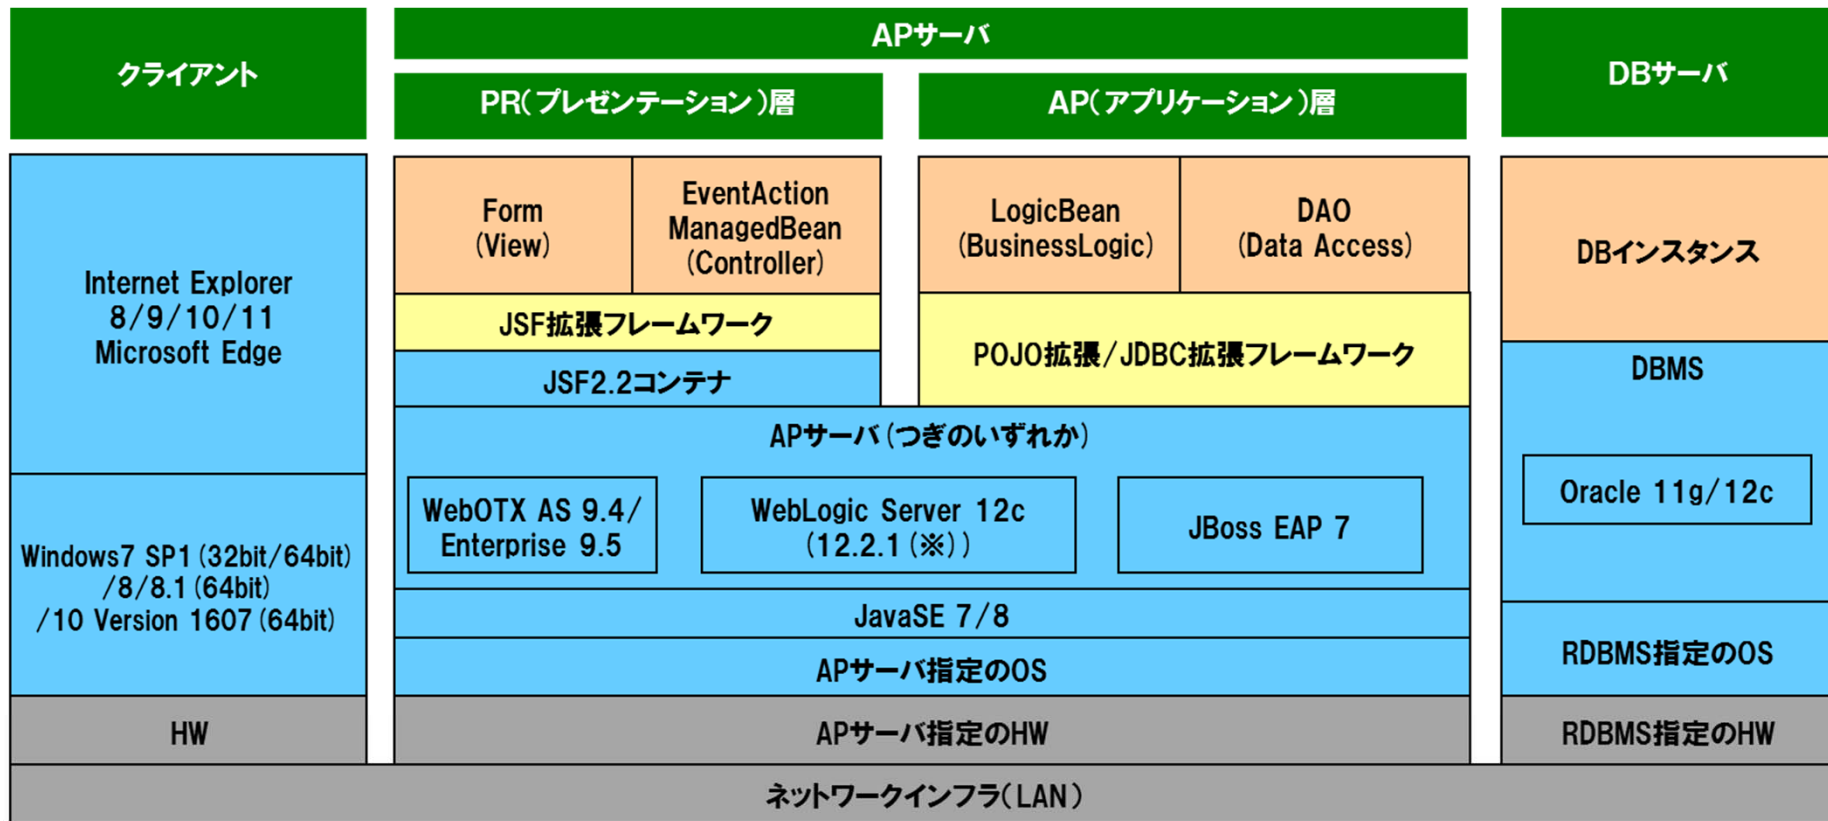 クライアント
APサーバ
PR(プレゼンテーション)層
AP(アプリケーション)層
DBサーバ
Internet Explorer
8/9/10/11
Microsoft Edge
Windows7 SP1(32bit/64bit)
/8/8.1(64bit)
/10 Version 1607(64bit)
HW
Form
(View)
EventAction
ManagedBean
(Controller)
JSF拡張フレームワーク
JSF2.2コンテナ
LogicBean
(BusinessLogic)
DAO
(Data Access)
POJO拡張/JDBC拡張フレームワーク
APサーバ(つぎのいずれか)
WebOTX AS 9.4/
Enterprise 9.5
WebLogic Server 12c
(12.2.1(※))
JBoss EAP 7
JavaSE 7/8
APサーバ指定のOS
APサーバ指定のHW
DBインスタンス
DBMS
Oracle 11g/12c
RDBMS指定のOS
RDBMS指定のHW
ネットワークインフラ(LAN)